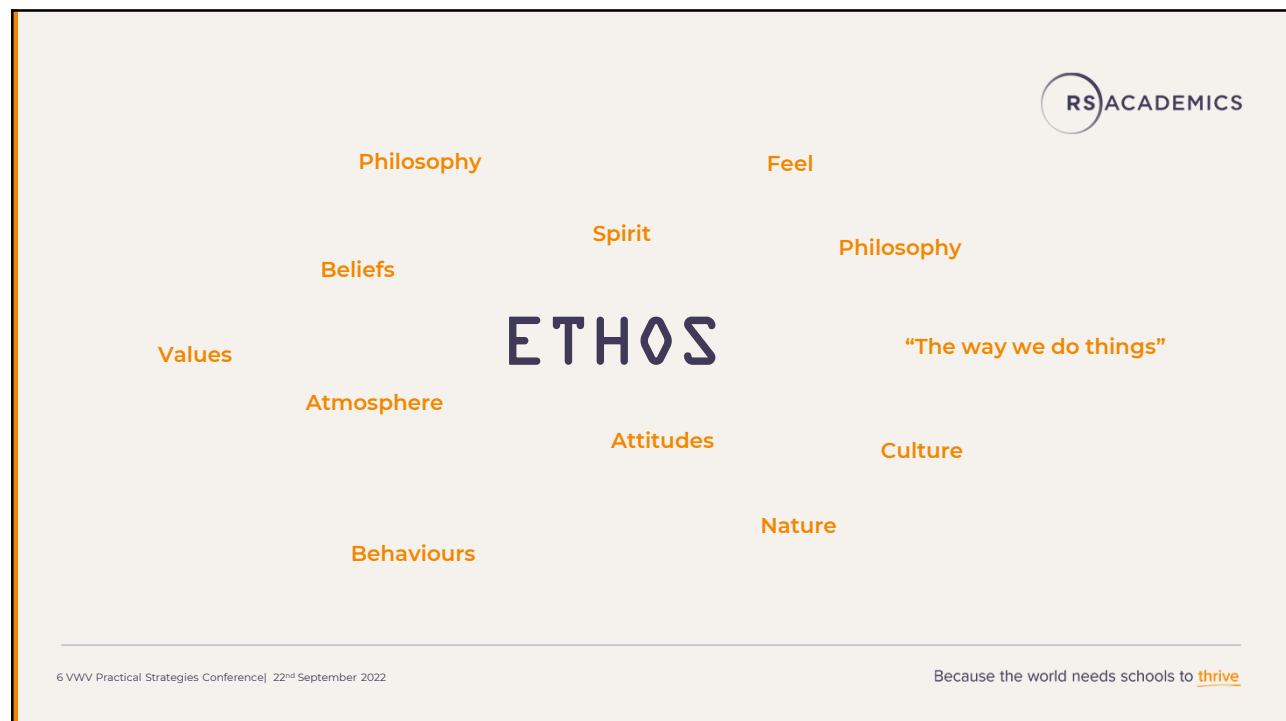 RS ACADEMICS
Philosophy
Feel
Spirit
Philosophy
Beliefs
ETHOS
“The way we do things”
Values
Atmosphere
Attitudes
Culture
Nature
Behaviours
6 VWV Practical Strategies Conference| 22nd September 2022
Because the world needs schools to thrive